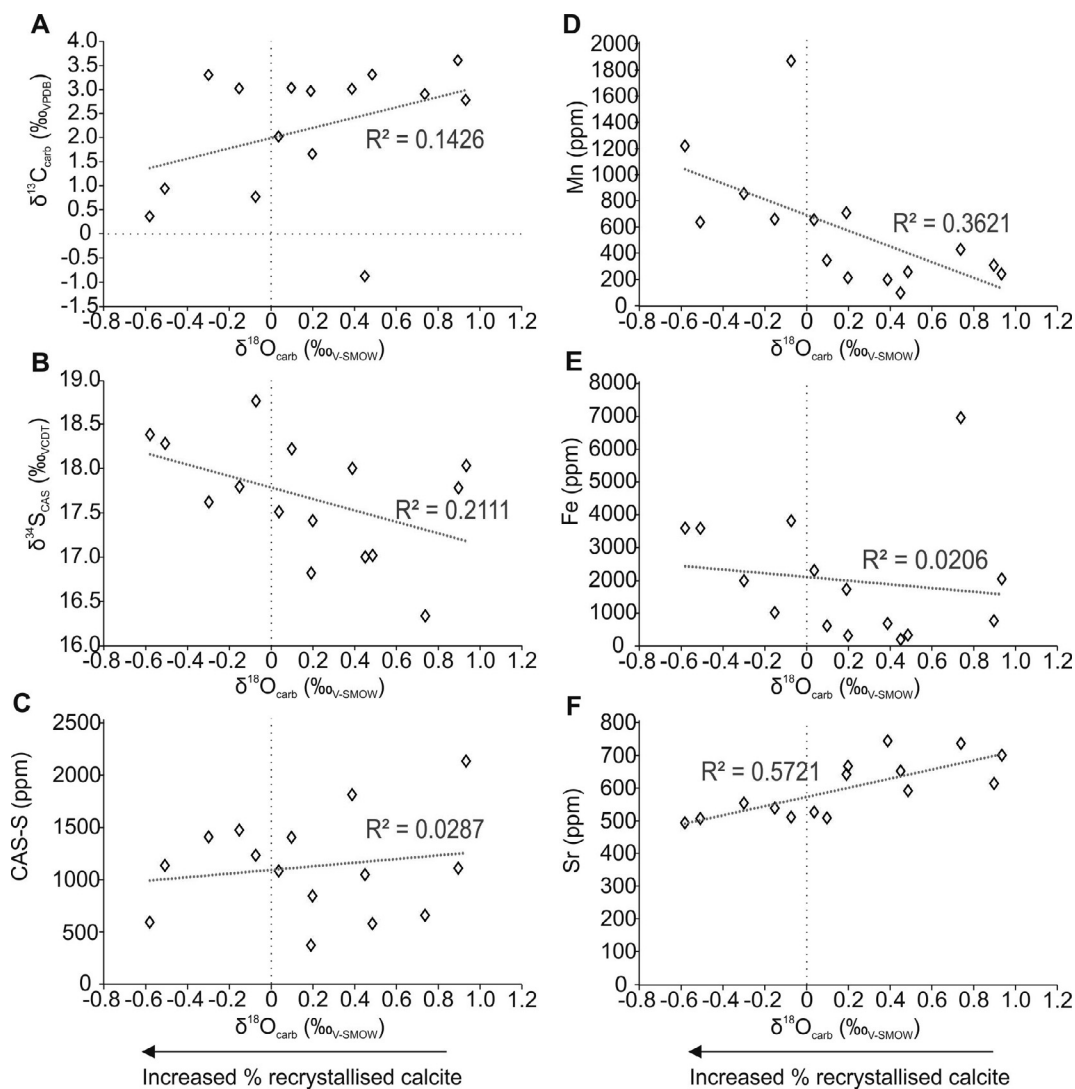 A
4.0
3.5
3.0
2.5
2.0
1.5
1.0
0.5
0
-0.5
-1.0
-1.5
δ13Ccarb (‰VPDB)
R² = 0.1426
-0.8 -0.6 -0.4 -0.2 0 0.2 0.4 0.6 0.8 1.0 1.2
δ18Ocarb (‰V-SMOW)
B
19.0
18.5
18.0
17.5
17.0
16.5
16.0
δ34SCAS (‰VCDT)
R² = 0.2111
-0.8 -0.6 -0.4 -0.2 0 0.2 0.4 0.6 0.8 1.0 1.2
δ18Ocarb (‰V-SMOW)
C
2500
2000
1500
1000
500
0
CAS-S (ppm)
R² = 0.0287
-0.8 -0.6 -0.4 -0.2 0 0.2 0.4 0.6 0.8 1.0 1.2
δ18Ocarb (‰V-SMOW)
Increased % recrystallised calcite
D
2000
1800
1600
1400
1200
1000
800
600
400
200
0
Mn (ppm)
R² = 0.3621
-0.8 -0.6 -0.4 -0.2 0 0.2 0.4 0.6 0.8 1.0 1.2
δ18Ocarb (‰V-SMOW)
E
8000
7000
6000
5000
4000
3000
2000
1000
0
Fe (ppm)
R² = 0.0206
-0.8 -0.6 -0.4 -0.2 0 0.2 0.4 0.6 0.8 1.0 1.2
δ18Ocarb (‰V-SMOW)
F
800
700
600
500
400
300
200
100
0
Sr (ppm)
R² = 0.5721
-0.8 -0.6 -0.4 -0.2 0 0.2 0.4 0.6 0.8 1.0 1.2
δ18Ocarb (‰V-SMOW)
Increased % recrystallised calcite